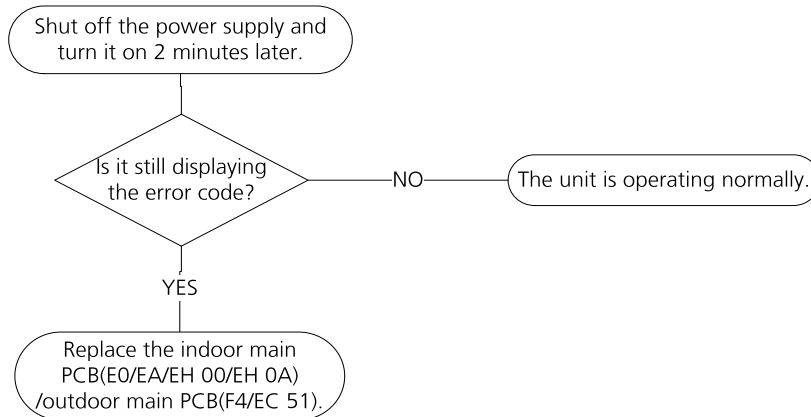 Shut off the power supply and
turn it on 2 minutes later.
Is it still displaying
the error code?
NO
The unit is operating normally.
YES
Replace the indoor main
PCB(E0/EA/EH 00/EH 0A)
/outdoor main PCB(F4/EC 51).